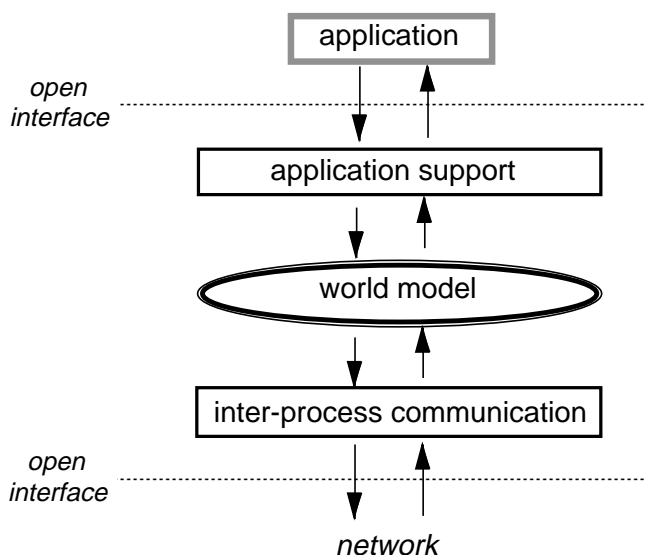 application
open
interface
application support
world model
inter-process communication
open
interface
network